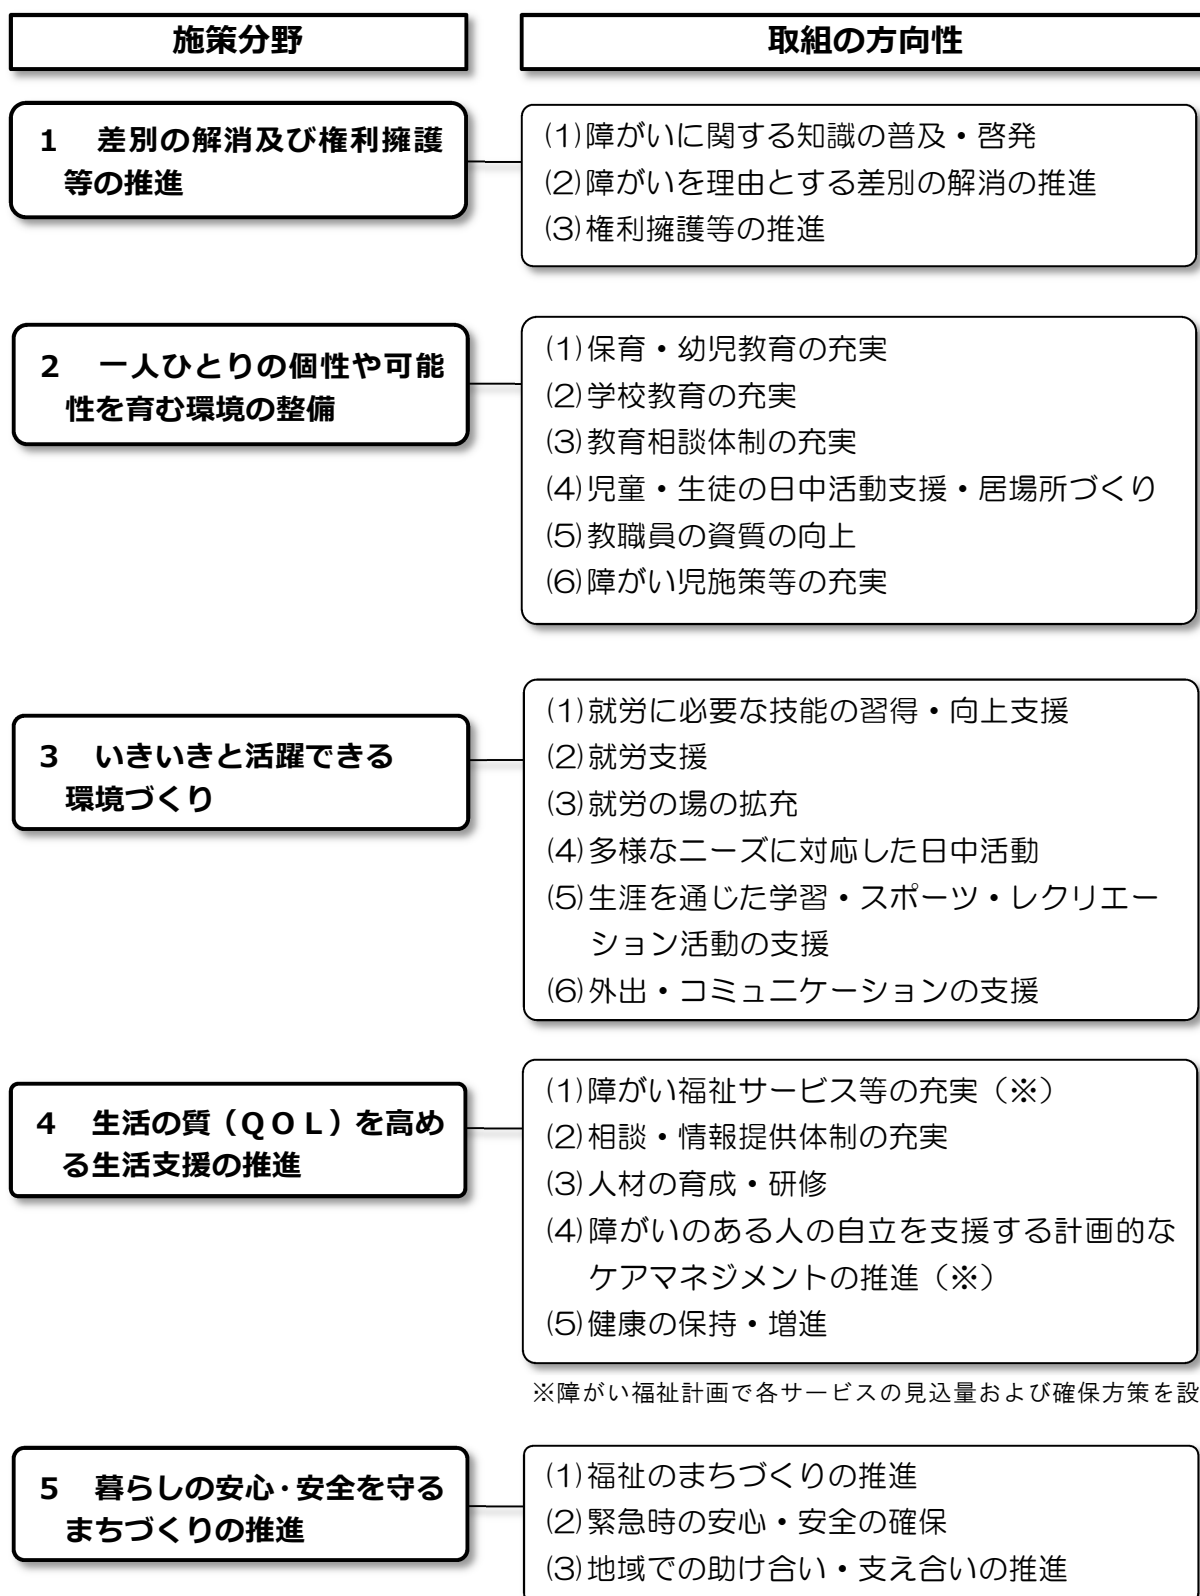 施策分野
取組の方向性
1 差別の解消及び権利擁護
等の推進
(1)障がいに関する知識の普及・啓発
(2)障がいを理由とする差別の解消の推進
(3)権利擁護等の推進
2 一人ひとりの個性や可能
性を育む環境の整備
(1)保育・幼児教育の充実
(2)学校教育の充実
(3)教育相談体制の充実
(4)児童・生徒の日中活動支援・居場所づくり
(5)教職員の資質の向上
(6)障がい児施策等の充実
3 いきいきと活躍できる
環境づくり
(1)就労に必要な技能の習得・向上支援
(2)就労支援
(3)就労の場の拡充
(4)多様なニーズに対応した日中活動
(5)生涯を通じた学習・スポーツ・レクリエー
ション活動の支援
(6)外出・コミュニケーションの支援
4 生活の質(QOL)を高め
る生活支援の推進
(1)障がい福祉サービス等の充実(※)
(2)相談・情報提供体制の充実
(3)人材の育成・研修
(4)障がいのある人の自立を支援する計画的な
ケアマネジメントの推進(※)
(5)健康の保持・増進
※障がい福祉計画で各サービスの見込量および確保方策を設
5 暮らしの安心・安全を守る
まちづくりの推進
(1)福祉のまちづくりの推進
(2)緊急時の安心・安全の確保
(3)地域での助け合い・支え合いの推進